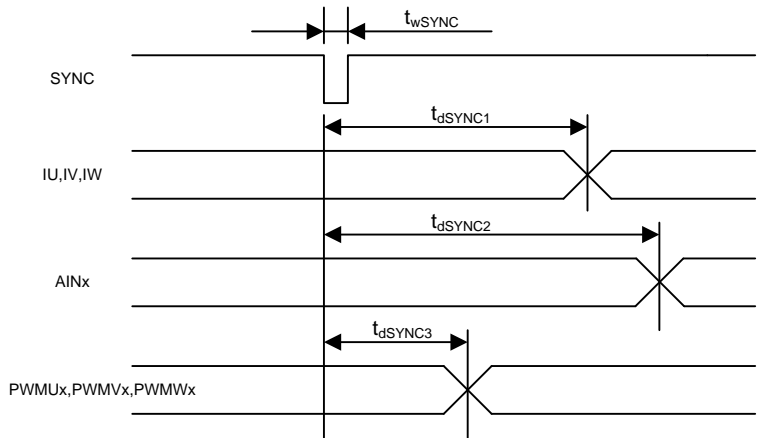 twSYNC
SYNC
tdSYNC1
IU,IV,IW
tdSYNC2
AINx
tdSYNC3
PWMUx,PWMVx,PWMWx